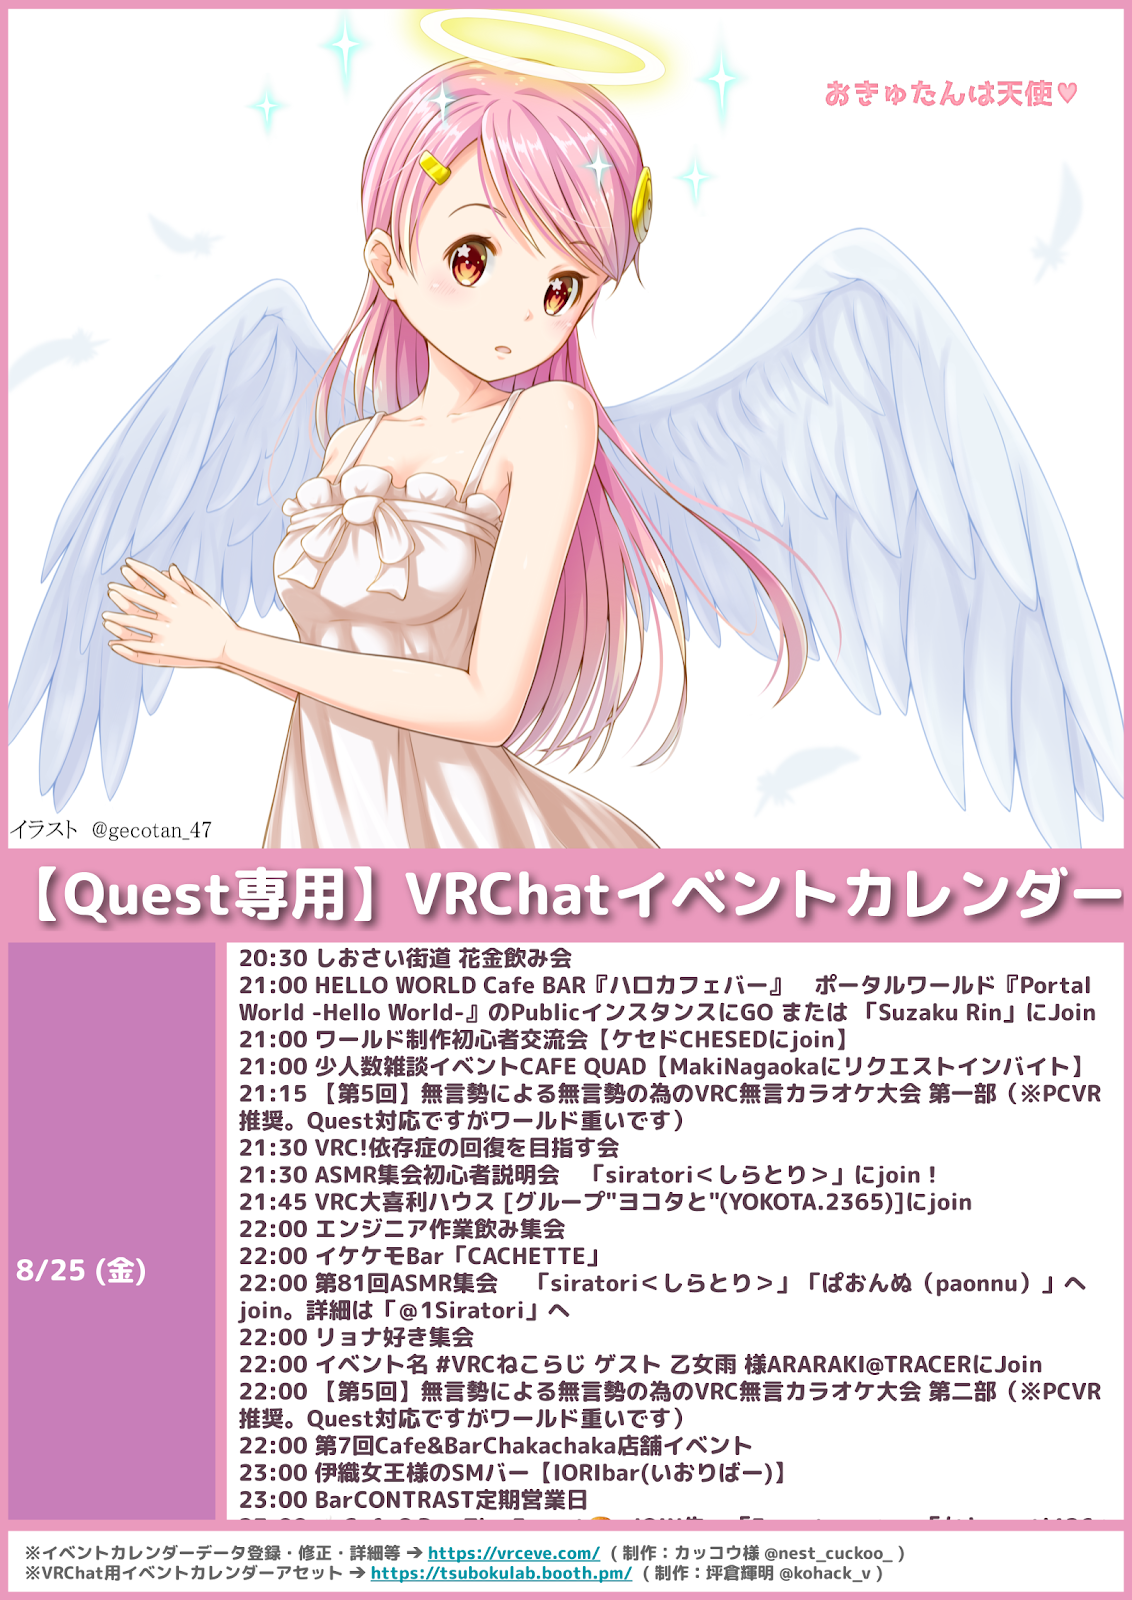 おきゅたんは天使♥
イラスト @gecotan_47
【Quest専用】VRChatイベントカレンダー
8/25 (金)
20:30 しおさい街道 花金飲み会
21:00 HELLO WORLD Cafe BAR『ハロカフェバー』　ポータルワールド『Portal
World -Hello World-』のPublicインスタンスにGO または 「Suzaku Rin」にJoin
21:00 ワールド制作初心者交流会【ケセドCHESEDにjoin】
21:00 少人数雑談イベントCAFE QUAD【MakiNagaokaにリクエストインバイト】
21:15 【第5回】無言勢による無言勢の為のVRC無言カラオケ大会 第一部（※PCVR
推奨。Quest対応ですがワールド重いです）
21:30 VRC!依存症の回復を目指す会
21:30 ASMR集会初心者説明会　「siratori＜しらとり＞」にjoin！
21:45 VRC大喜利ハウス [グループ"ヨコタと"(YOKOTA.2365)]にjoin
22:00 エンジニア作業飲み集会
22:00 イケケモBar「CACHETTE」
22:00 第81回ASMR集会　「siratori＜しらとり＞」「ぱおんぬ（paonnu）」へ
join。詳細は「@1Siratori」へ
22:00 リョナ好き集会
22:00 イベント名 #VRCねこらじ ゲスト 乙女雨 様ARARAKI@TRACERにJoin
22:00 【第5回】無言勢による無言勢の為のVRC無言カラオケ大会 第二部（※PCVR
推奨。Quest対応ですがワールド重いです）
22:00 第7回Cafe&BarChakachaka店舗イベント
23:00 伊織女王様のSMバー【IORIbar(いおりばー)】
23:00 BarCONTRAST定期営業日
※イベントカレンダーデータ登録・修正・詳細等 ➔ https://vrceve.com/ （制作：カッコウ様 @nest_cuckoo_ ）
※VRChat用イベントカレンダーアセット ➔ https://tsubokulab.booth.pm/ （制作：坪倉輝明 @kohack_v ）